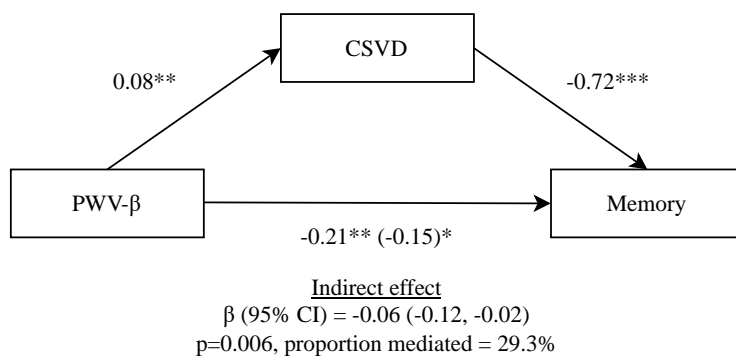 CSVD
0.08**
-0.72***
PWV-β
Memory
-0.21** (-0.15)*
Indirect effect
β (95% CI) = -0.06 (-0.12, -0.02)
p=0.006, proportion mediated = 29.3%